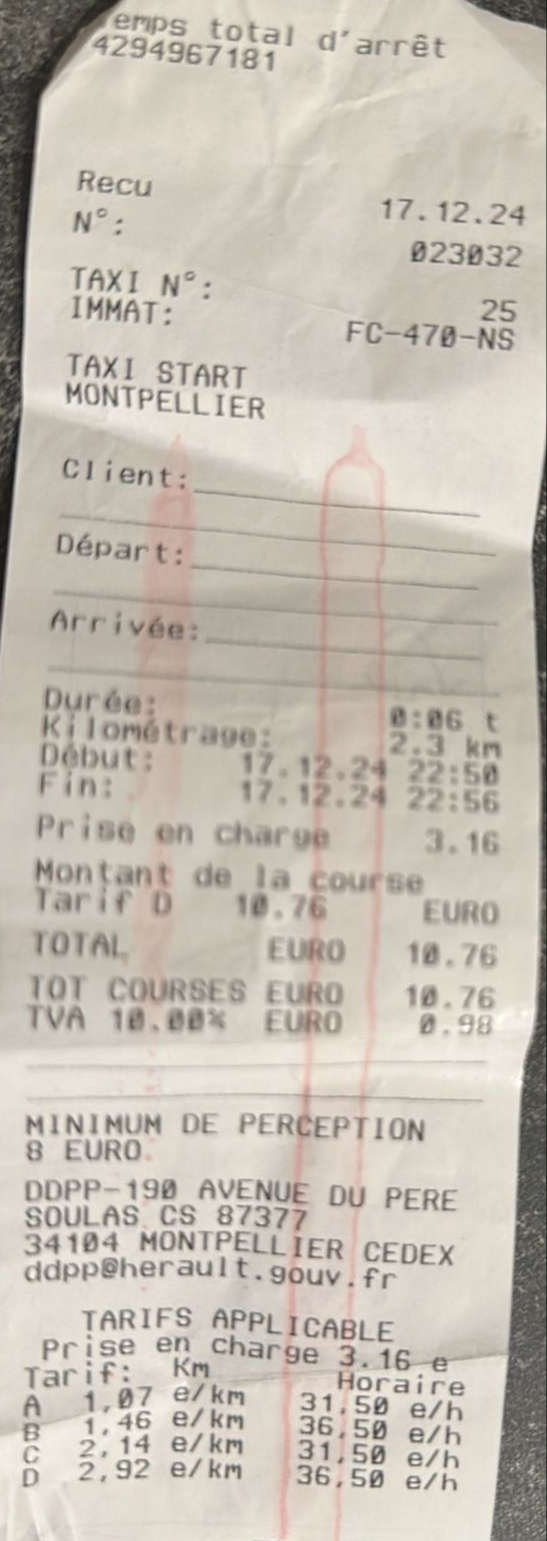 emps total d'arrêt
4294967181
Recu 17.12.24
N°: 023032
TAXI N°: 25
IMMAT: FC-470-NS
TAXI START
MONTPELLIER
Client:
Départ:
Arrivée:
Durée: 0:06 t
Kilométrage: 2.3 km
Début: 17.12.24 22:50
Fin: 17.12.24 22:56
Prise en charge 3.16
Montant de la course
Tarif D 10.76 EURO
TOTAL EURO 10.76
TOT COURSES EURO 10.76
TVA 10.00% EURO 0.98
MINIMUM DE PERCEPTION
8 EURO
DDPP-190 AVENUE DU PERE
SOULAS CS 87377
34104 MONTPELLIER CEDEX
ddpp@herault.gouv.fr
TARIFS APPLICABLE
Prise en charge 3.16 e
Tarif: Km Horaire
A 1,07 e/km 31,50 e/h
B 1,46 e/km 36,50 e/h
C 2,14 e/km 31,50 e/h
D 2,92 e/km 36,50 e/h